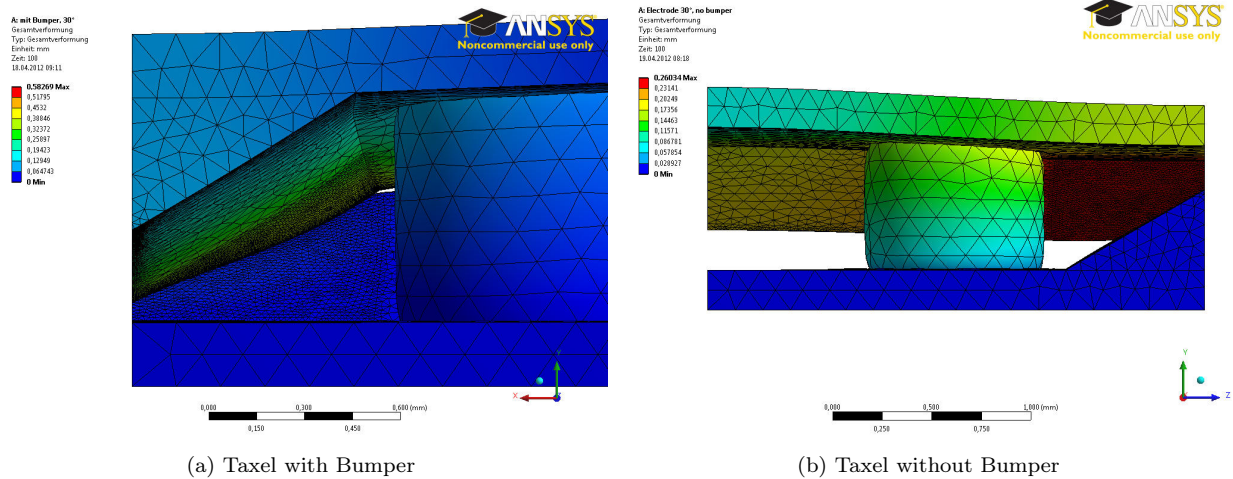 A: mit Bumper, 30°
Gesamtverformung
Typ: Gesamtverformung
Einheit: mm
Zeit: 100
18.04.2012 09:11
0,58269 Max
0,51795
0,4532
0,38846
0,32372
0,25897
0,19423
0,12949
0,064743
0 Min
ANSYS
Noncommercial use only
Y
X
0,000
0,300
0,600 (mm)
0,150
0,450
(a) Taxel with Bumper
A: Electrode 30°, no bumper
Gesamtverformung
Typ: Gesamtverformung
Einheit: mm
Zeit: 100
19.04.2012 08:18
0,26034 Max
0,23141
0,20249
0,17356
0,14463
0,11571
0,086781
0,057854
0,028927
0 Min
ANSYS
Noncommercial use only
Y
Z
0,000
0,500
1,000 (mm)
0,250
0,750
(b) Taxel without Bumper